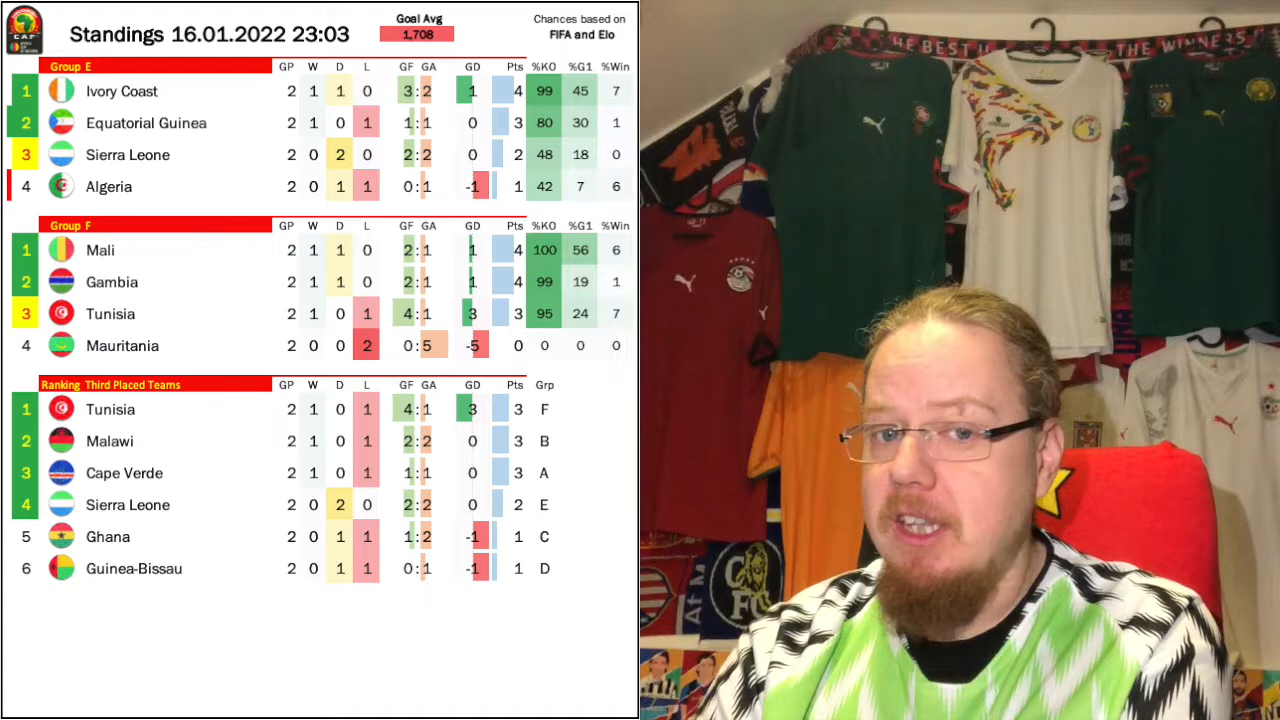 CAF
Goal Avg
Chances based on
Standings 16.01.2022 23:03
1,708
FIFA and Elo
Group E GP W D L GF GA GD Pts %KO %G1 %Win
1 Ivory Coast 2 1 1 0 3:2 1 4 99 45 7
2 Equatorial Guinea 2 1 0 1 1:1 0 3 80 30 1
3 Sierra Leone 2 0 2 0 2:2 0 2 48 18 0
4 Algeria 2 0 1 1 0:1 -1 1 42 7 6
Group F GP W D L GF GA GD Pts %KO %G1 %Win
1 Mali 2 1 1 0 2:1 1 4 100 56 6
2 Gambia 2 1 1 0 2:1 1 4 99 19 1
3 Tunisia 2 1 0 1 4:1 3 3 95 24 7
4 Mauritania 2 0 0 2 0:5 -5 0 0 0 0
Ranking Third Placed Teams GP W D L GF GA GD Pts Grp
1 Tunisia 2 1 0 1 4:1 3 3 F
2 Malawi 2 1 0 1 2:2 0 3 B
3 Cape Verde 2 1 0 1 1:1 0 3 A
4 Sierra Leone 2 0 2 0 2:2 0 2 E
5 Ghana 2 0 1 1 1:2 -1 1 C
6 Guinea-Bissau 2 0 1 1 0:1 -1 1 D
THE BEST
THE WINNERS
At M